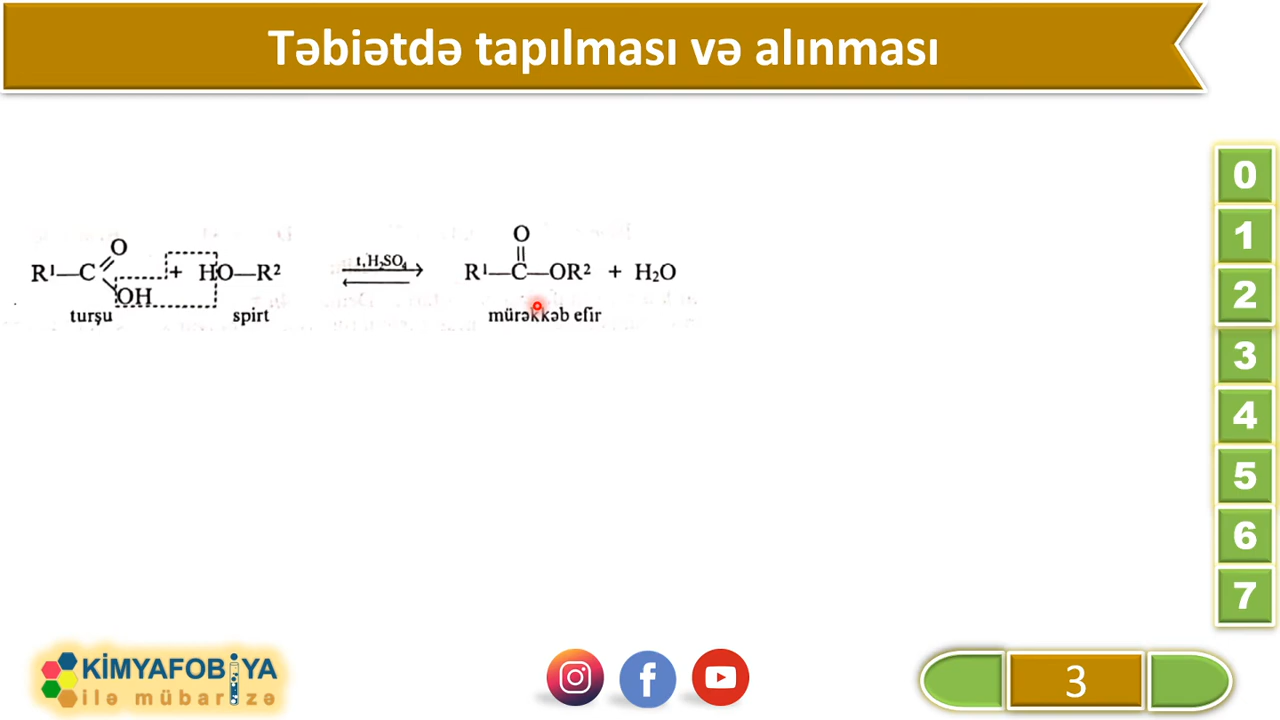 Təbiətdə tapılması və alınması
0
1
2
3
4
5
6
7
O
R¹—C + HO—R² t, H₂SO₄ R¹—C—OR² + H₂O
O
OH
turşu spirt mürəkkəb efir
KİMYAFOBİYA
ilə mübarizə
f
3